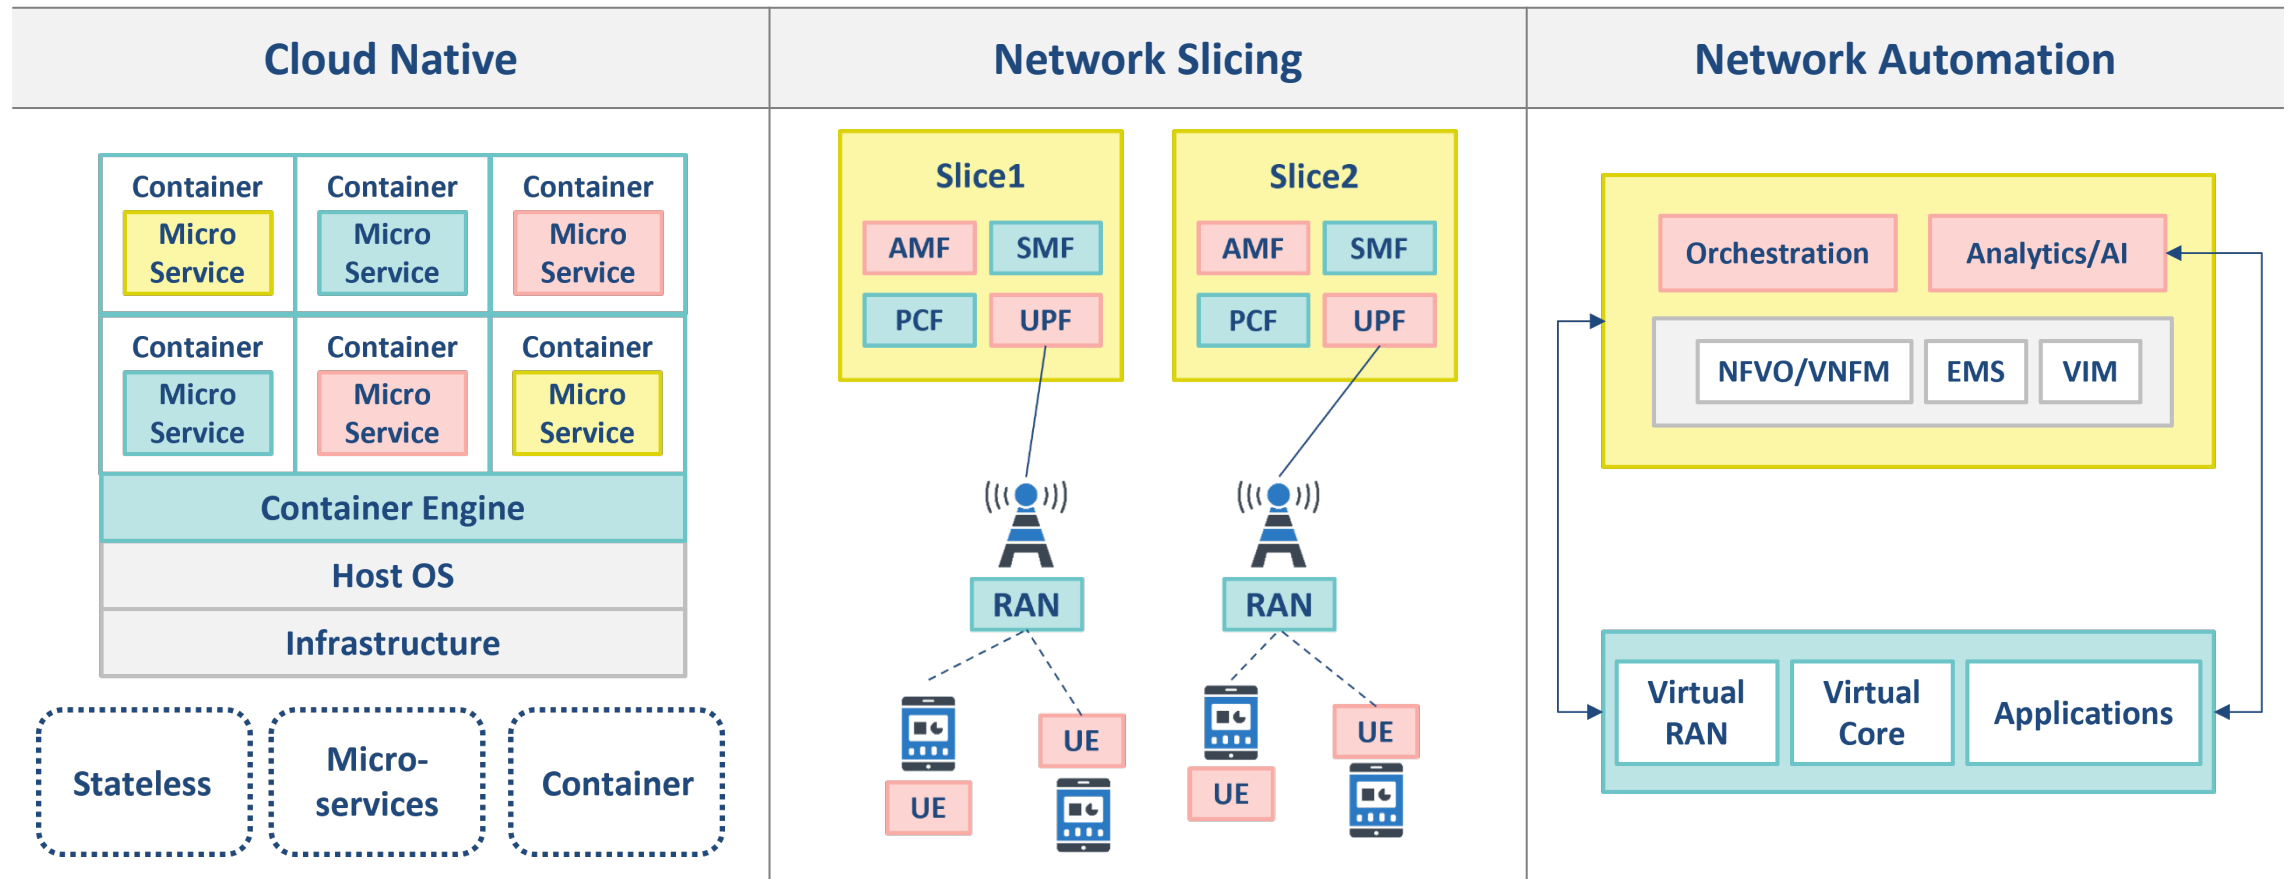 Cloud Native
Network Slicing
Network Automation
Container
Container
Container
Micro
Service
Micro
Service
Micro
Service
Container
Container
Container
Micro
Service
Micro
Service
Micro
Service
Container Engine
Host OS
Infrastructure
Stateless
Micro-
services
Container
Slice1
AMF
SMF
PCF
UPF
Slice2
AMF
SMF
PCF
UPF
RAN
RAN
UE
UE
UE
UE
Orchestration
Analytics/AI
NFVO/VNFM
EMS
VIM
Virtual
RAN
Virtual
Core
Applications